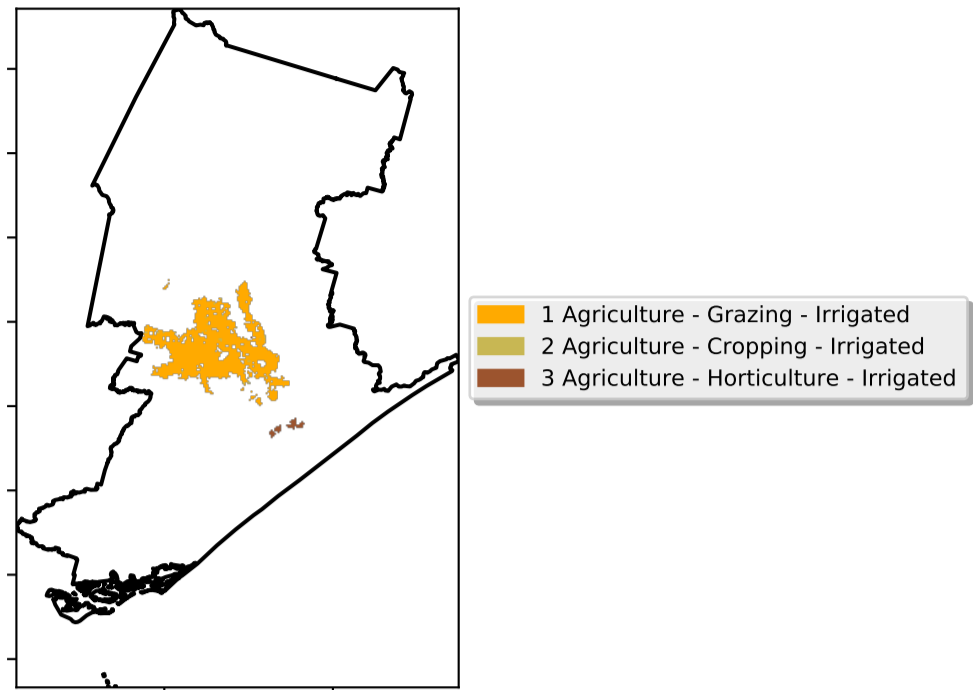 1 Agriculture - Grazing - Irrigated
2 Agriculture - Cropping - Irrigated
3 Agriculture - Horticulture - Irrigated